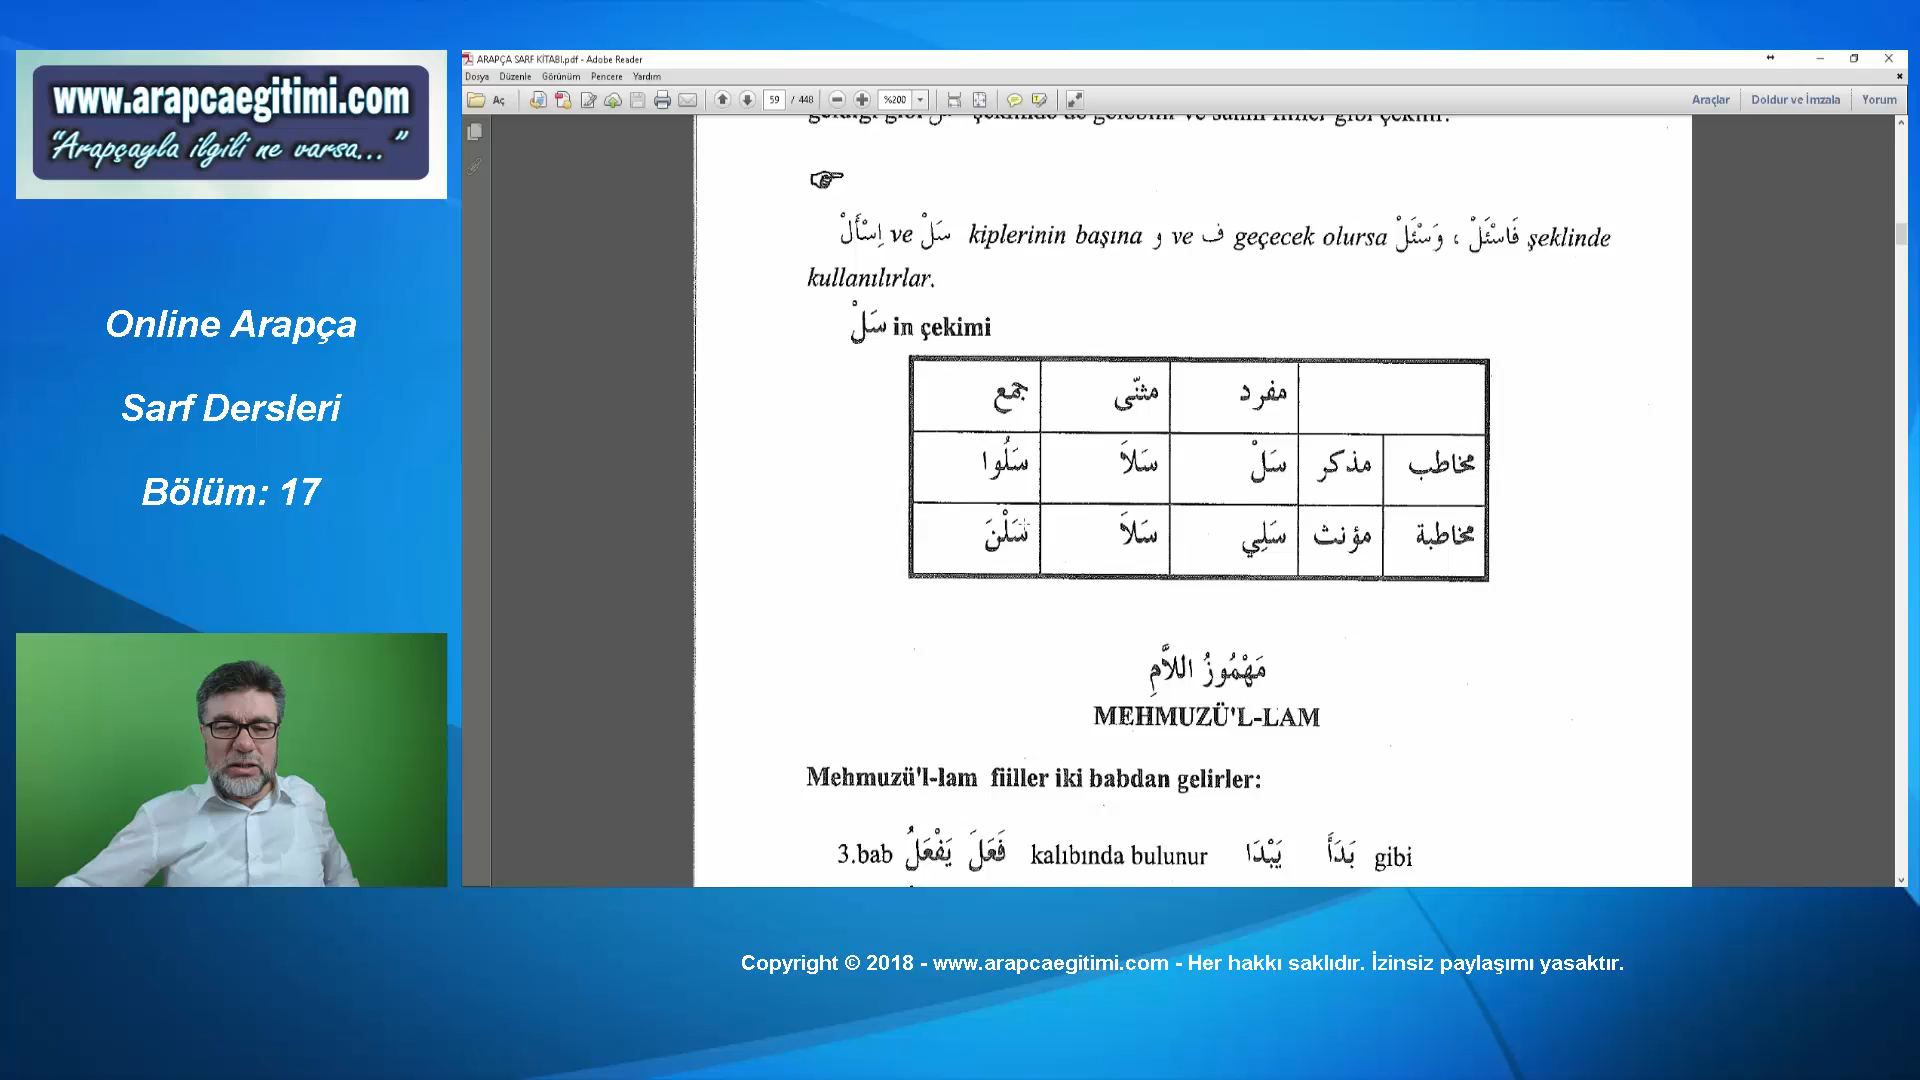 www.arapcaegitimi.com
“Arapçayla ilgili ne varsa...”
Online Arapça
Sarf Dersleri
Bölüm: 17
ARAPÇA SARF KİTABI.pdf - Adobe Reader
Dosya Düzenle Görünüm Pencere Yardım
Aç 59 / 448 %200 Araçlar Doldur ve İmzala Yorum
اِسْأَلْ ve سَلْ kiplerinin başına و ve ف geçecek olursa وَسْئَلْ ، فَاسْئَلْ şeklinde
kullanılırlar.
سَلْ in çekimi
مفرد مثنّى جمع
مخاطب مذكر سَلْ سَلاَ سَلُوا
مخاطبة مؤنث سَلِي سَلاَ سَلْنَ
مَهْمُوزُ اللاَّمِ
MEHMUZÜ'L-LAM
Mehmuzü'l-lam fiiller iki babdan gelirler:
3.bab فَعَلَ يَفْعَلُ kalıbında bulunur بَدَأَ يَبْدَا gibi
Copyright © 2018 - www.arapcaegitimi.com - Her hakkı saklıdır. İzinsiz paylaşımı yasaktır.